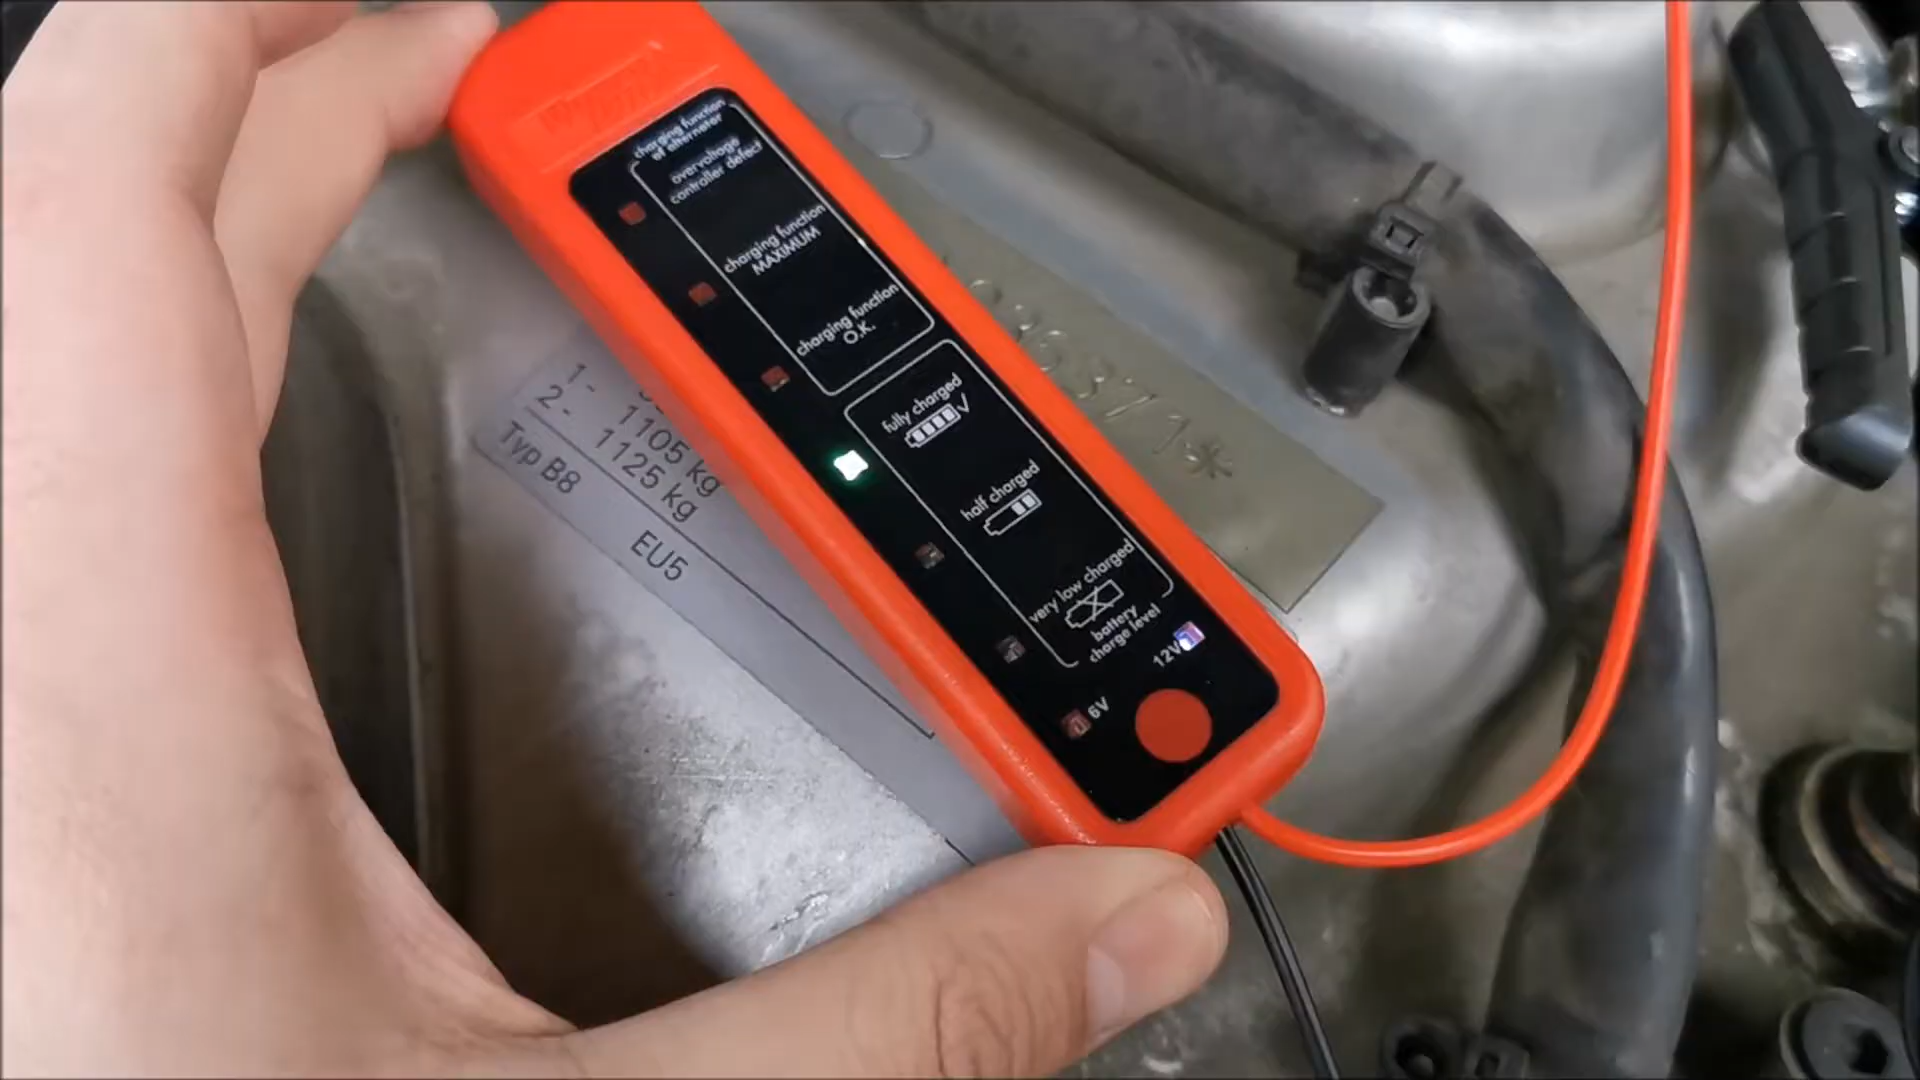 charging function
of alternator
overvoltage
controller defect
charging function
MAXIMUM
charging function
O.K.
fully charged
half charged
very low charged
battery
charge level
12V
6V
1-
2- 1105 kg
1125 kg
Typ B8
EU5
371*